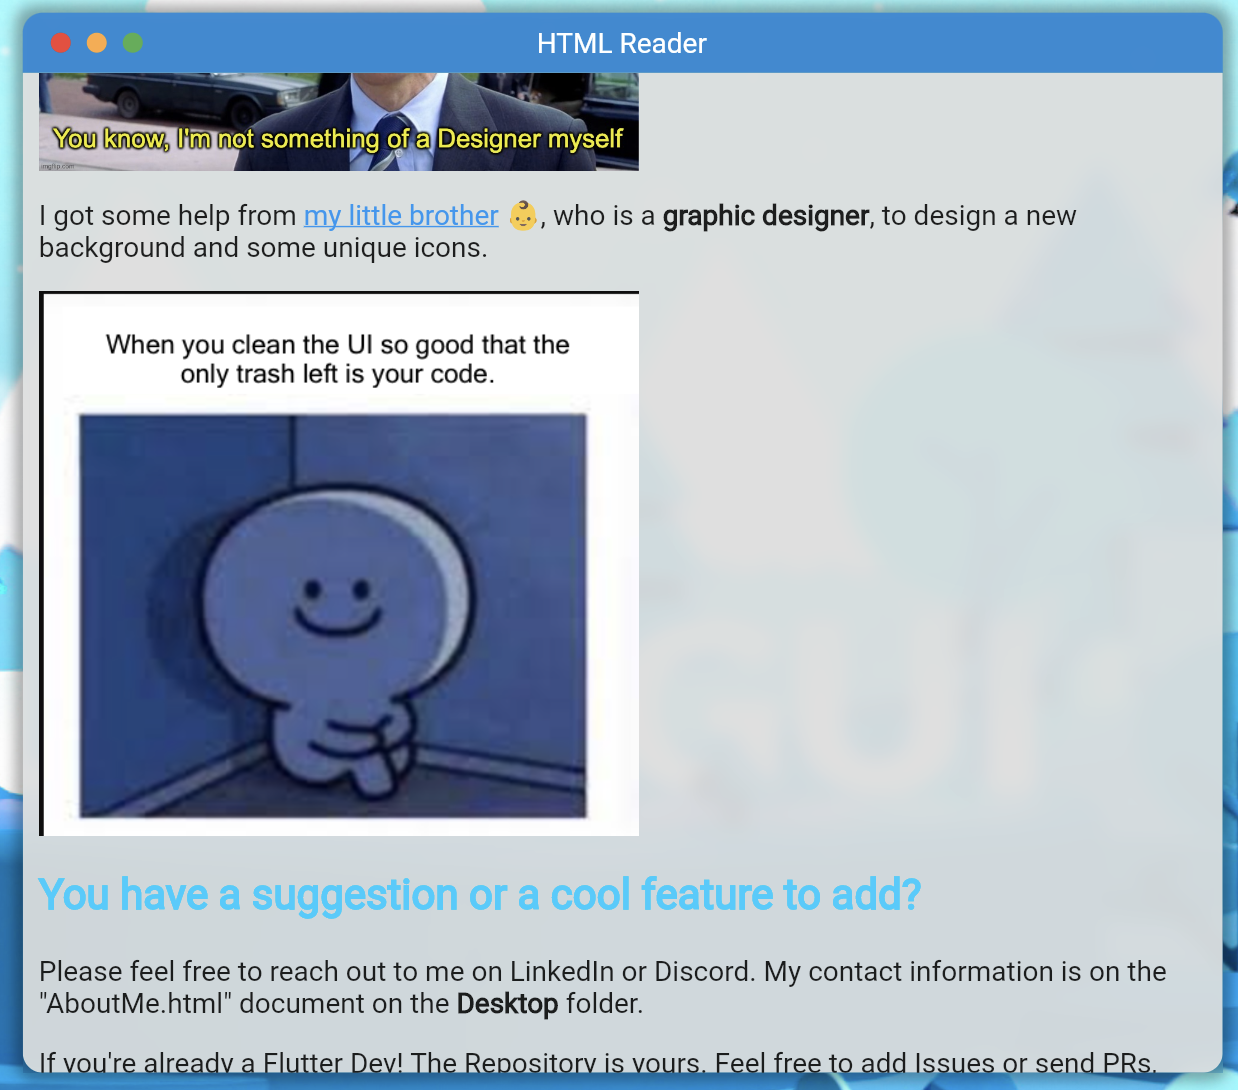 HTML Reader
You know, I'm not something of a Designer myself
imgflip.com
I got some help from my little brother 👶, who is a graphic designer, to design a new
background and some unique icons.
When you clean the UI so good that the
only trash left is your code.
GUI
You have a suggestion or a cool feature to add?
Please feel free to reach out to me on LinkedIn or Discord. My contact information is on the
"AboutMe.html" document on the Desktop folder.
If you're already a Flutter Dev! The Repository is yours. Feel free to add Issues or send PRs.